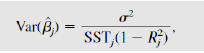 Var(β̂ⱼ) = σ² / SSTⱼ(1 − Rⱼ²),